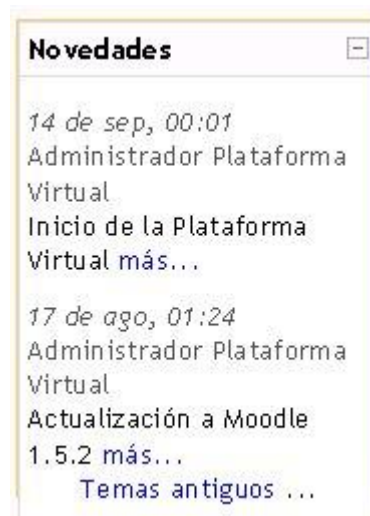 Novedades
14 de sep, 00:01
Administrador Plataforma
Virtual
Inicio de la Plataforma
Virtual más...
17 de ago, 01:24
Administrador Plataforma
Virtual
Actualización a Moodle
1.5.2 más...
Temas antiguos ...